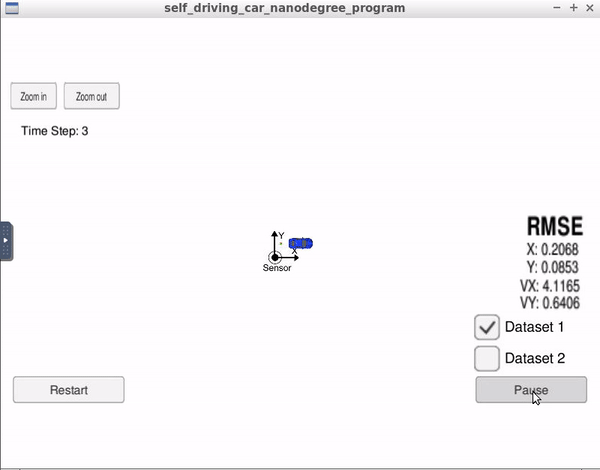 self_driving_car_nanodegree_program
Zoom in
Zoom out
Time Step: 3
Y
X
Sensor
RMSE
X: 0.2068
Y: 0.0853
VX: 4.1165
VY: 0.6406
Dataset 1
Dataset 2
Restart
Pause